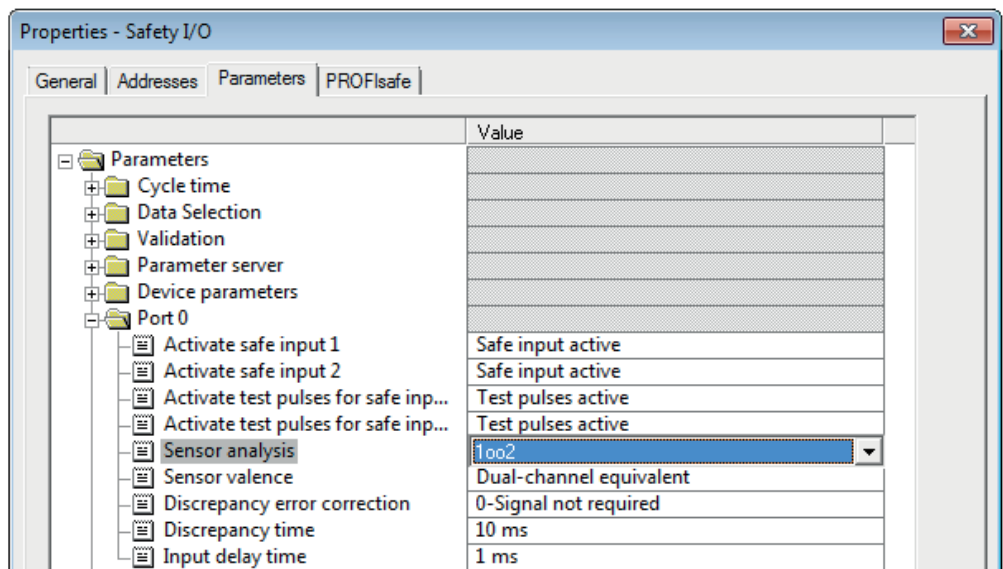 Properties - Safety I/O
General Addresses Parameters PROFIsafe
Value
Parameters
Cycle time
Data Selection
Validation
Parameter server
Device parameters
Port 0
Activate safe input 1 Safe input active
Activate safe input 2 Safe input active
Activate test pulses for safe inp... Test pulses active
Activate test pulses for safe inp... Test pulses active
Sensor analysis 1oo2
Sensor valence Dual-channel equivalent
Discrepancy error correction 0-Signal not required
Discrepancy time 10 ms
Input delay time 1 ms